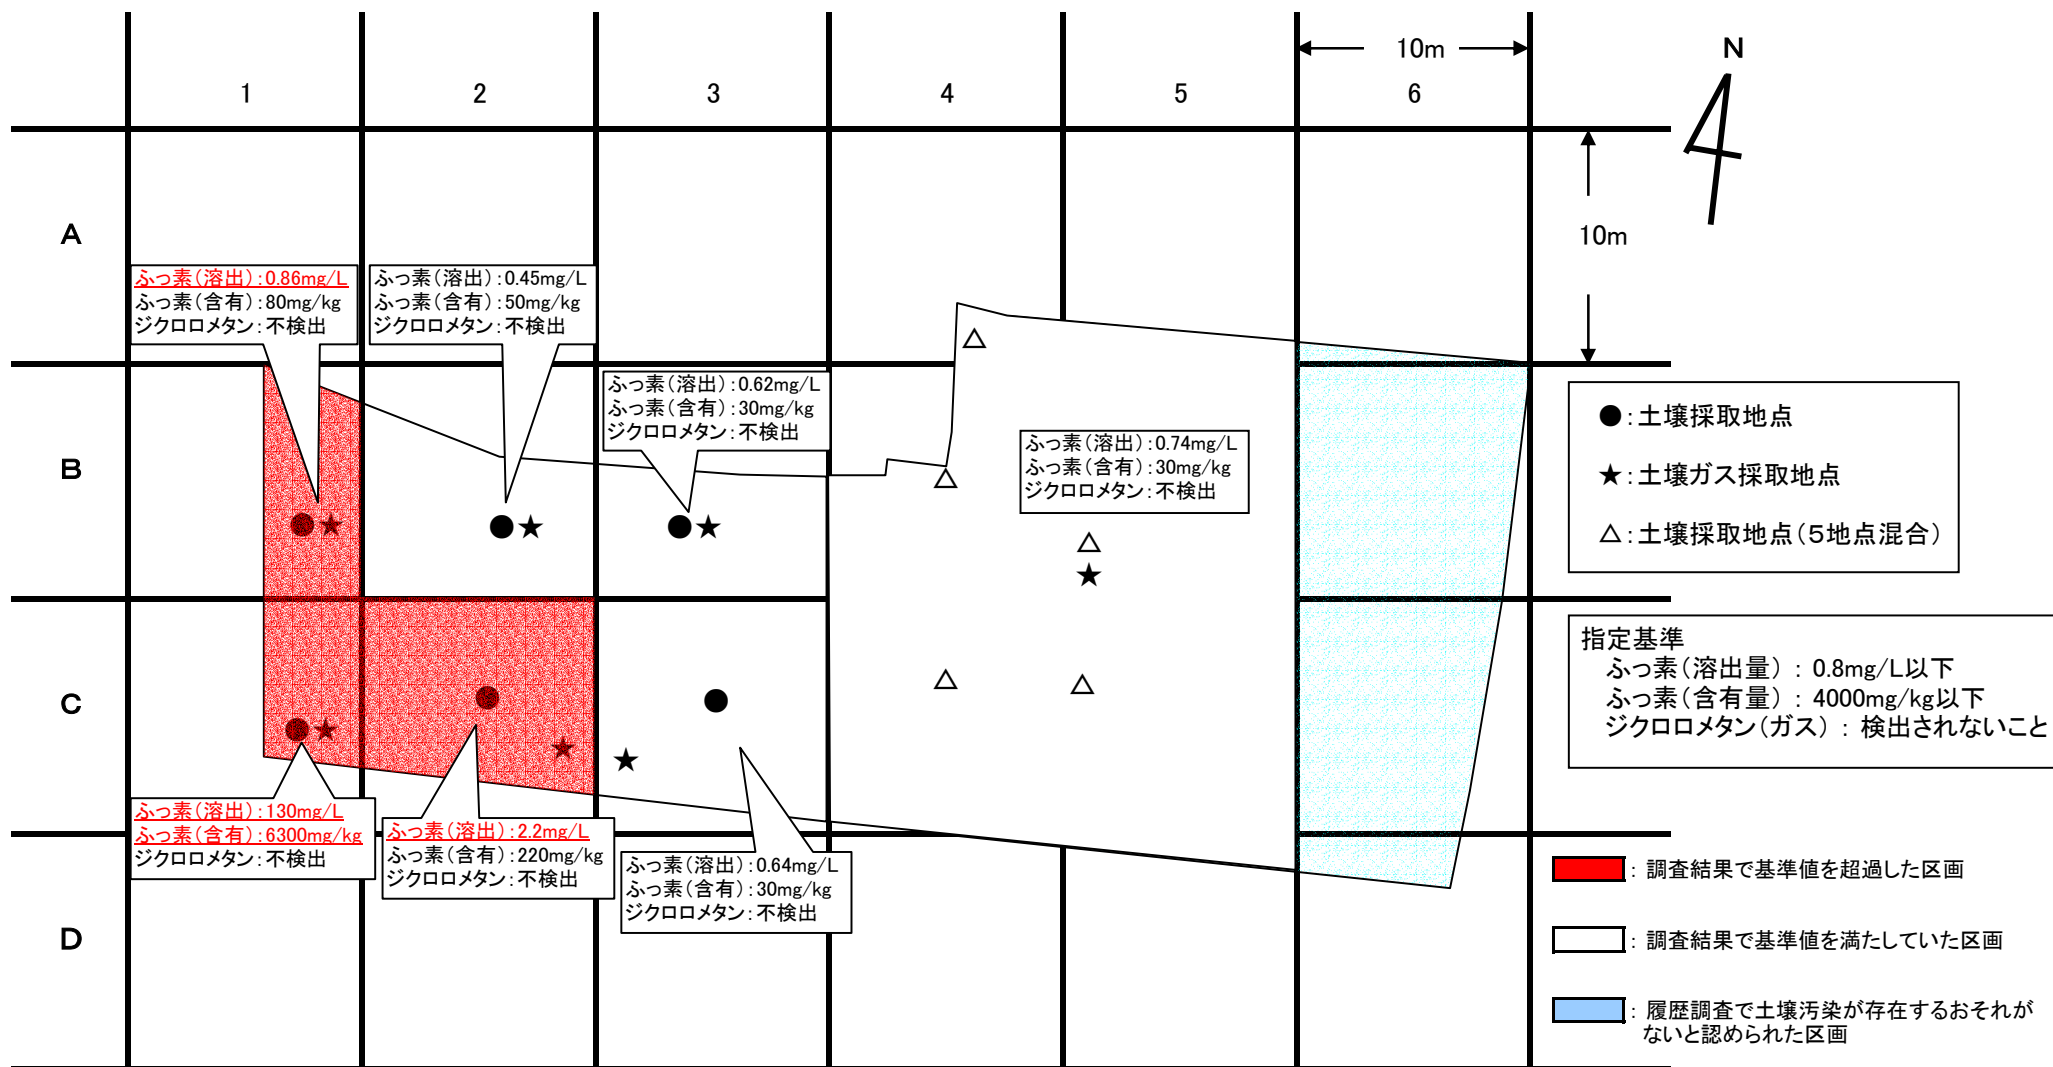 10m
N
1
2
3
4
5
6
A
10m
ふっ素(溶出):0.86mg/L
ふっ素(含有):80mg/kg
ジクロロメタン:不検出
ふっ素(溶出):0.45mg/L
ふっ素(含有):50mg/kg
ジクロロメタン:不検出
ふっ素(溶出):0.62mg/L
ふっ素(含有):30mg/kg
ジクロロメタン:不検出
B
ふっ素(溶出):0.74mg/L
ふっ素(含有):30mg/kg
ジクロロメタン:不検出
●:土壌採取地点
★:土壌ガス採取地点
△:土壌採取地点(5地点混合)
指定基準
ふっ素(溶出量) : 0.8mg/L以下
ふっ素(含有量) : 4000mg/kg以下
ジクロロメタン(ガス) : 検出されないこと
C
ふっ素(溶出):130mg/L
ふっ素(含有):6300mg/kg
ジクロロメタン:不検出
ふっ素(溶出):2.2mg/L
ふっ素(含有):220mg/kg
ジクロロメタン:不検出
ふっ素(溶出):0.64mg/L
ふっ素(含有):30mg/kg
ジクロロメタン:不検出
D
: 調査結果で基準値を超過した区画
: 調査結果で基準値を満たしていた区画
: 履歴調査で土壌汚染が存在するおそれが
ないと認められた区画